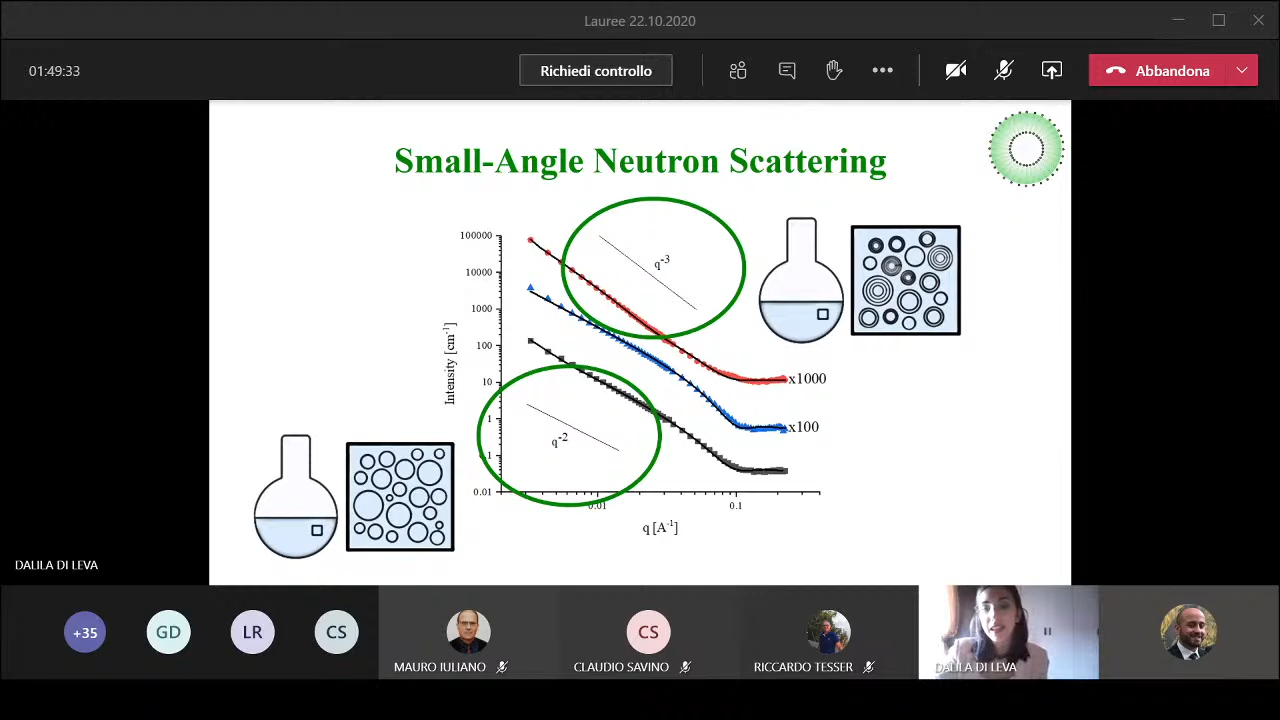 Lauree 22.10.2020
01:49:33
Richiedi controllo
Abbandona
Small-Angle Neutron Scattering
100000
10000
1000
100
10
1
0.1
0.01
Intensity [cm-1]
q-3
q-2
x1000
x100
0.01
0.1
q [A-1]
DALILA DI LEVA
+35
GD
LR
CS
MAURO IULIANO
CS
CLAUDIO SAVINO
RICCARDO TESSER
DALILA DI LEVA